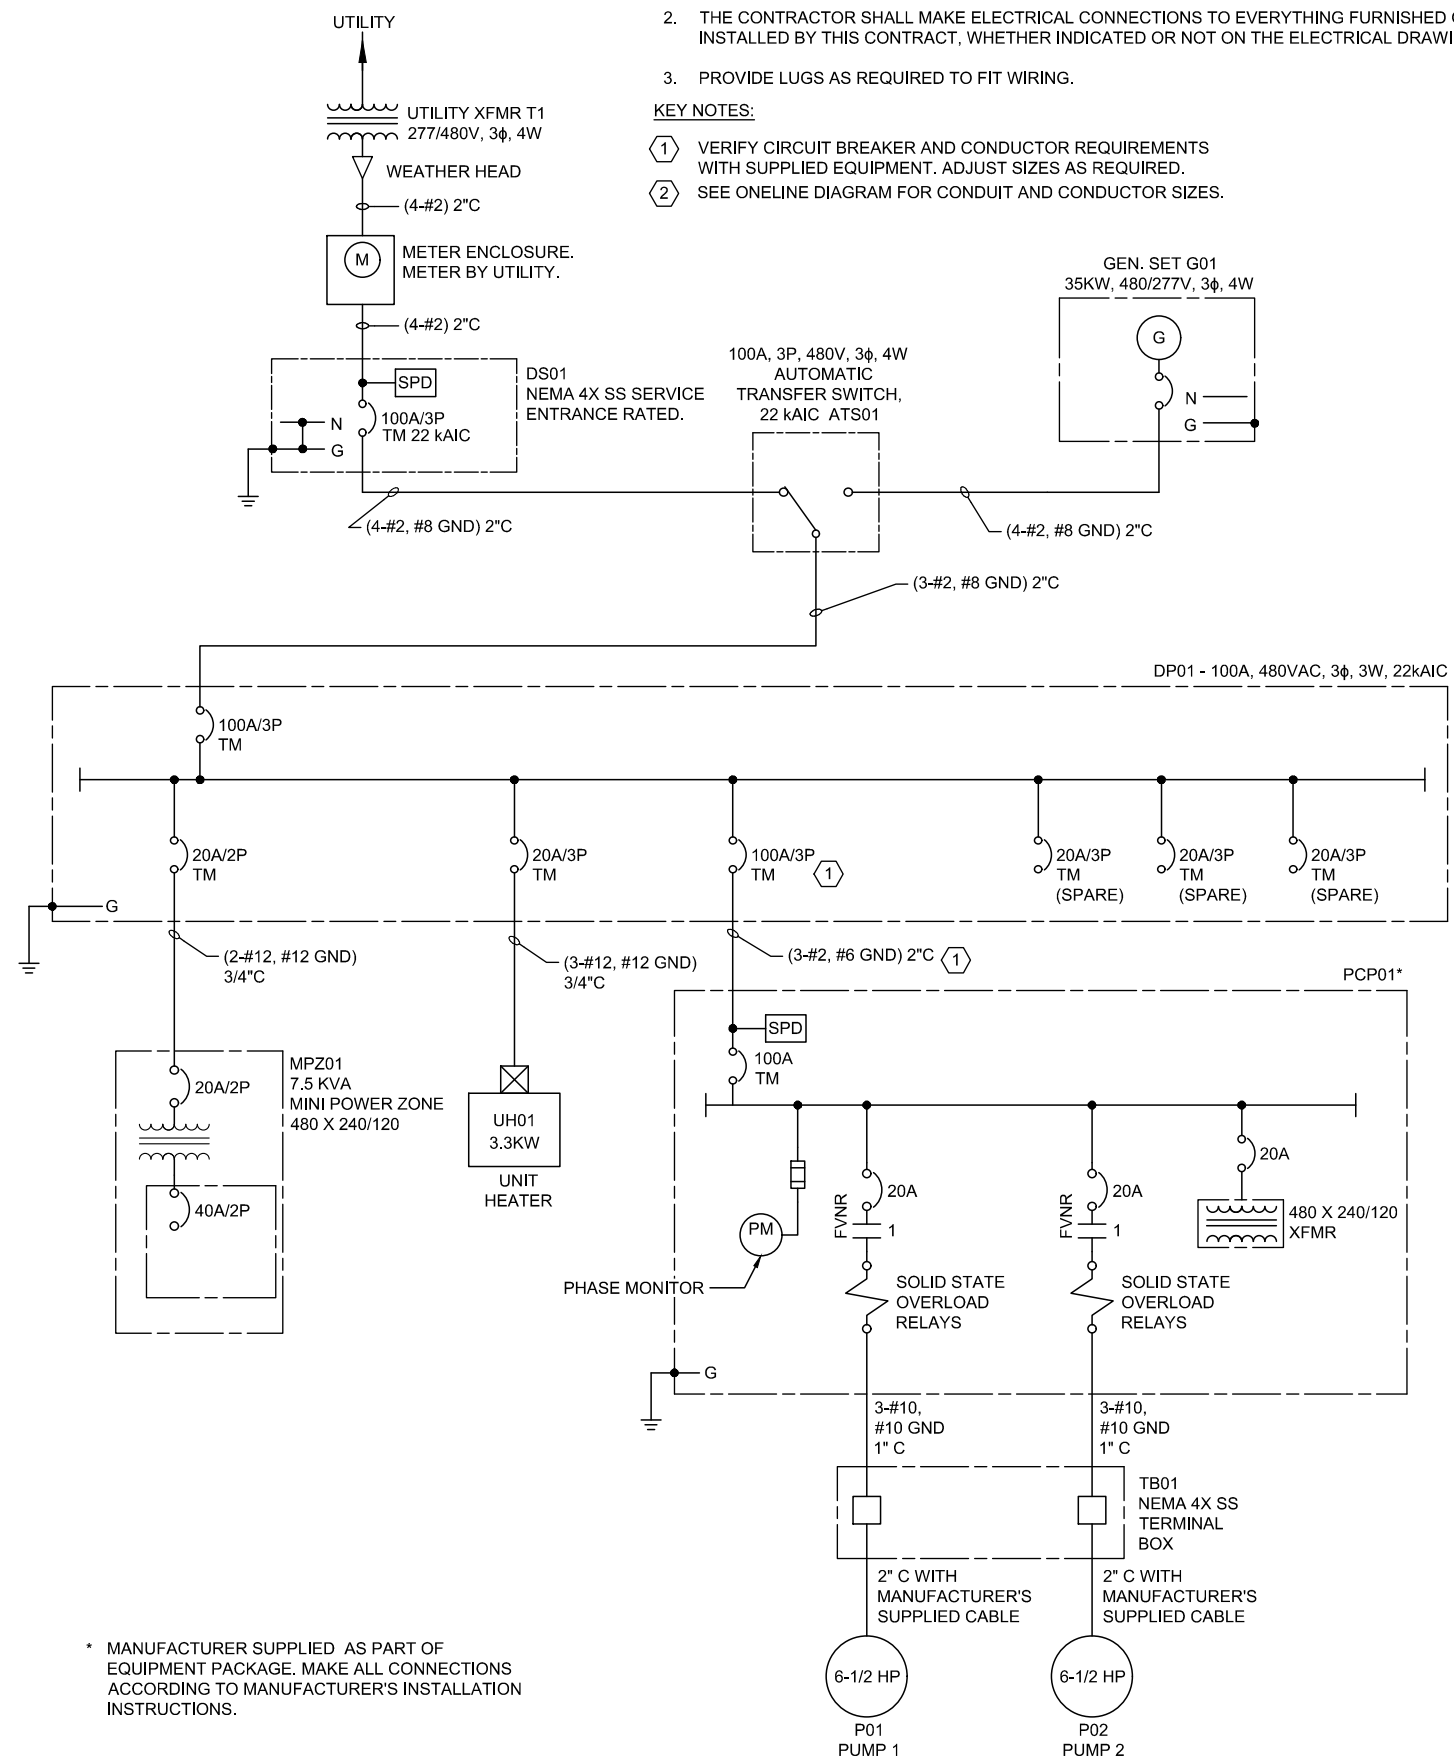 2. THE CONTRACTOR SHALL MAKE ELECTRICAL CONNECTIONS TO EVERYTHING FURNISHED
INSTALLED BY THIS CONTRACT, WHETHER INDICATED OR NOT ON THE ELECTRICAL
3. PROVIDE LUGS AS REQUIRED TO FIT WIRING.
KEY NOTES:
1 VERIFY CIRCUIT BREAKER AND CONDUCTOR REQUIREMENTS
WITH SUPPLIED EQUIPMENT. ADJUST SIZES AS REQUIRED.
2 SEE ONELINE DIAGRAM FOR CONDUIT AND CONDUCTOR SIZES.
UTILITY
UTILITY XFMR T1
277/480V, 3ϕ, 4W
WEATHER HEAD
(4-#2) 2"C
M
METER ENCLOSURE.
METER BY UTILITY.
(4-#2) 2"C
SPD
DS01
NEMA 4X SS SERVICE
ENTRANCE RATED.
100A/3P
TM 22 kAIC
N
G
(4-#2, #8 GND) 2"C
100A, 3P, 480V, 3ϕ, 4W
AUTOMATIC
TRANSFER SWITCH,
22 kAIC ATS01
GEN. SET G01
35KW, 480/277V, 3ϕ, 4W
G
N
G
(4-#2, #8 GND) 2"C
(3-#2, #8 GND) 2"C
DP01 - 100A, 480VAC, 3ϕ, 3W, 22kAIC
100A/3P
TM
20A/2P
TM
20A/3P
TM
100A/3P
TM
1
20A/3P
TM
(SPARE)
20A/3P
TM
(SPARE)
20A/3P
TM
(SPARE)
G
(2-#12, #12 GND)
3/4"C
(3-#12, #12 GND)
3/4"C
(3-#2, #6 GND) 2"C
1
PCP01*
MPZ01
7.5 KVA
MINI POWER ZONE
480 X 240/120
20A/2P
40A/2P
UH01
3.3KW
UNIT
HEATER
SPD
100A
TM
PM
PHASE MONITOR
20A
FVNR
1
SOLID STATE
OVERLOAD
RELAYS
20A
FVNR
1
SOLID STATE
OVERLOAD
RELAYS
20A
480 X 240/120
XFMR
G
3-#10,
#10 GND
1" C
3-#10,
#10 GND
1" C
TB01
NEMA 4X SS
TERMINAL
BOX
2" C WITH
MANUFACTURER'S
SUPPLIED CABLE
2" C WITH
MANUFACTURER'S
SUPPLIED CABLE
6-1/2 HP
P01
PUMP 1
6-1/2 HP
P02
PUMP 2
* MANUFACTURER SUPPLIED AS PART OF
EQUIPMENT PACKAGE. MAKE ALL CONNECTIONS
ACCORDING TO MANUFACTURER'S INSTALLATION
INSTRUCTIONS.